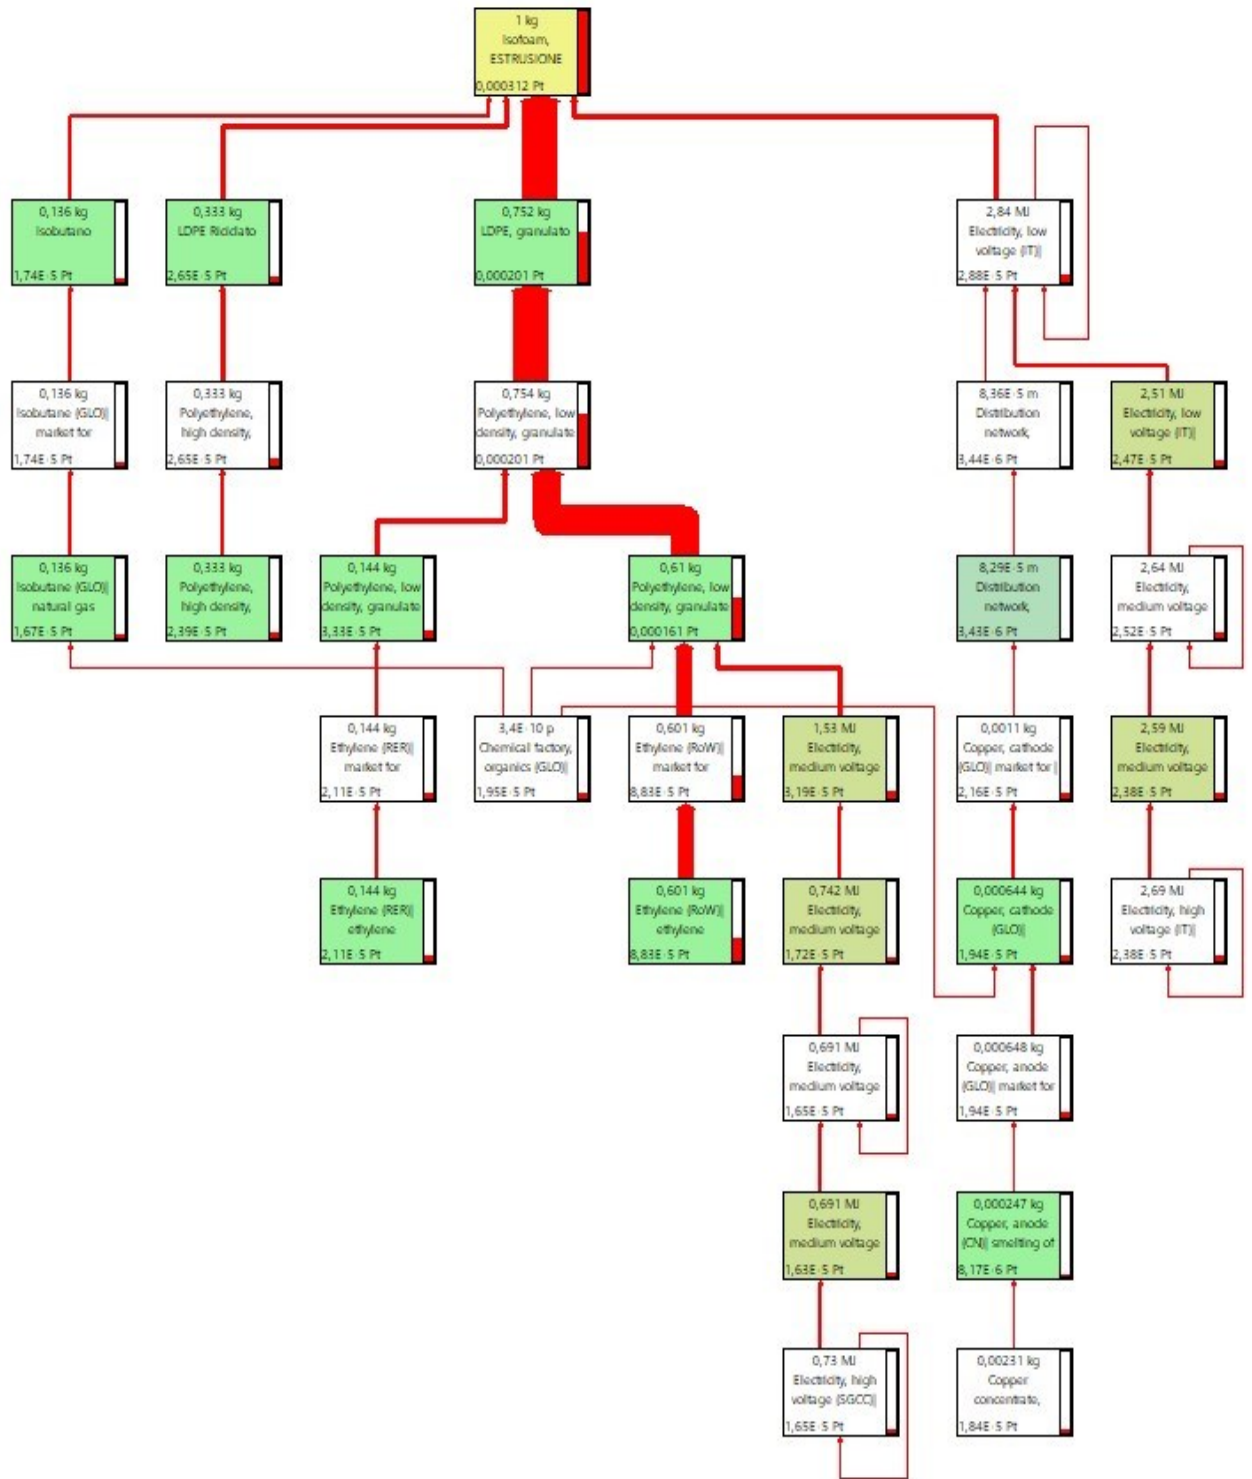 1 kg
Isofoam,
ESTRUSIONE
0,000312 Pt
0,136 kg
Isobutano
1,74E-5 Pt
0,333 kg
LDPE Riciclato
2,65E-5 Pt
0,752 kg
LDPE, granulato
0,000201 Pt
2,84 MJ
Electricity, low
voltage {IT}|
2,88E-5 Pt
0,136 kg
Isobutane {GLO}|
market for
1,74E-5 Pt
0,333 kg
Polyethylene,
high density,
2,65E-5 Pt
0,754 kg
Polyethylene, low
density, granulate
0,000201 Pt
8,36E-5 m
Distribution
network,
3,44E-6 Pt
2,51 MJ
Electricity, low
voltage {IT}|
2,47E-5 Pt
0,136 kg
Isobutane {GLO}|
natural gas
1,67E-5 Pt
0,333 kg
Polyethylene,
high density,
2,39E-5 Pt
0,144 kg
Polyethylene, low
density, granulate
3,33E-5 Pt
0,61 kg
Polyethylene, low
density, granulate
0,000161 Pt
8,29E-5 m
Distribution
network,
3,43E-6 Pt
2,64 MJ
Electricity,
medium voltage
2,52E-5 Pt
0,144 kg
Ethylene {RER}|
market for
2,11E-5 Pt
3,4E-10 p
Chemical factory,
organics {GLO}|
1,95E-5 Pt
0,601 kg
Ethylene {RoW}|
market for
8,83E-5 Pt
1,53 MJ
Electricity,
medium voltage
3,19E-5 Pt
0,0011 kg
Copper, cathode
{GLO}| market for |
2,16E-5 Pt
2,59 MJ
Electricity,
medium voltage
2,38E-5 Pt
0,144 kg
Ethylene {RER}|
ethylene
2,11E-5 Pt
0,601 kg
Ethylene {RoW}|
ethylene
8,83E-5 Pt
0,742 MJ
Electricity,
medium voltage
1,72E-5 Pt
0,000644 kg
Copper, cathode
{GLO}|
1,94E-5 Pt
2,69 MJ
Electricity, high
voltage {IT}|
2,38E-5 Pt
0,691 MJ
Electricity,
medium voltage
1,65E-5 Pt
0,000648 kg
Copper, anode
{GLO}| market for
1,94E-5 Pt
0,691 MJ
Electricity,
medium voltage
1,63E-5 Pt
0,000247 kg
Copper, anode
{CN}| smelting of
8,17E-6 Pt
0,73 MJ
Electricity, high
voltage {SGCC}|
1,65E-5 Pt
0,00231 kg
Copper
concentrate,
1,84E-5 Pt